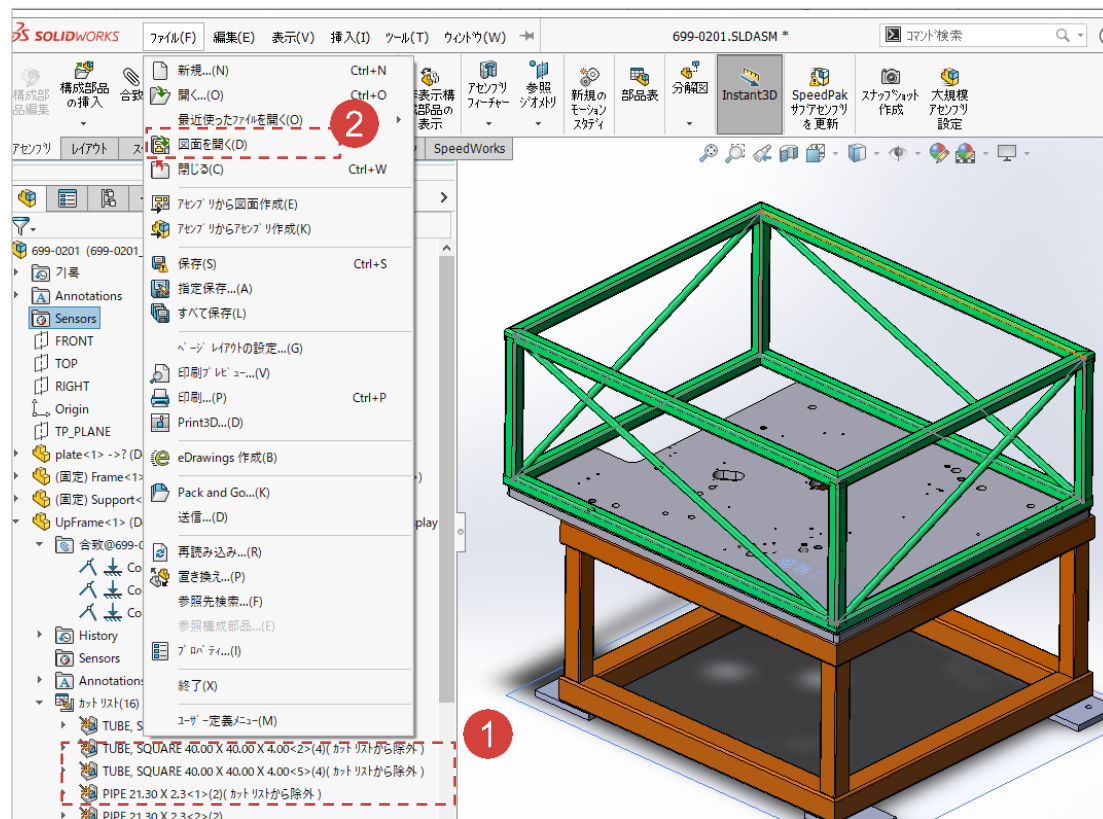 SOLIDWORKS
ファイル(F) 編集(E) 表示(V) 挿入(I) ツール(T) ウィンドウ(W)
699-0201.SLDASM *
コマンド検索
構成部
品編集
構成部品
の挿入
合致
非表示構
成部品の
表示
アセンブリ
フィーチャー
参照
ジオメトリ
新規の
モーション
スタディ
部品表
分解図
Instant3D
SpeedPak
サブアセンブリ
を更新
スナップショット
作成
大規模
アセンブリ
設定
アセンブリ レイアウト
SpeedWorks
新規...(N) Ctrl+N
開く...(O) Ctrl+O
最近使ったファイルを開く(O)
図面を開く(D)
閉じる(C) Ctrl+W
アセンブリから図面作成(E)
アセンブリからアセンブリ作成(K)
保存(S) Ctrl+S
指定保存...(A)
すべて保存(L)
ページ レイアウトの設定...(G)
印刷プレビュー...(V)
印刷...(P) Ctrl+P
Print3D...(D)
eDrawings 作成(B)
Pack and Go...(K)
送信...(D)
再読み込み...(R)
置き換え...(P)
参照先検索...(F)
参照構成部品...(E)
プロパティ...(I)
終了(X)
ユーザー定義メニュー(M)
2
699-0201 (699-0201_
기록
Annotations
Sensors
FRONT
TOP
RIGHT
Origin
TP_PLANE
plate<1> ->? (D
(固定) Frame<1>
(固定) Support<
UpFrame<1> (D
splay
合致@699-0
Co
Co
Co
History
Sensors
Annotations
カット リスト(16)
TUBE, S
TUBE, SQUARE 40.00 X 40.00 X 4.00<2>(4)( カット リストから除外 )
TUBE, SQUARE 40.00 X 40.00 X 4.00<5>(4)( カット リストから除外 )
PIPE 21.30 X 2.3<1>(2)( カット リストから除外 )
PIPE 21.30 X 2.3<2>(2)
1